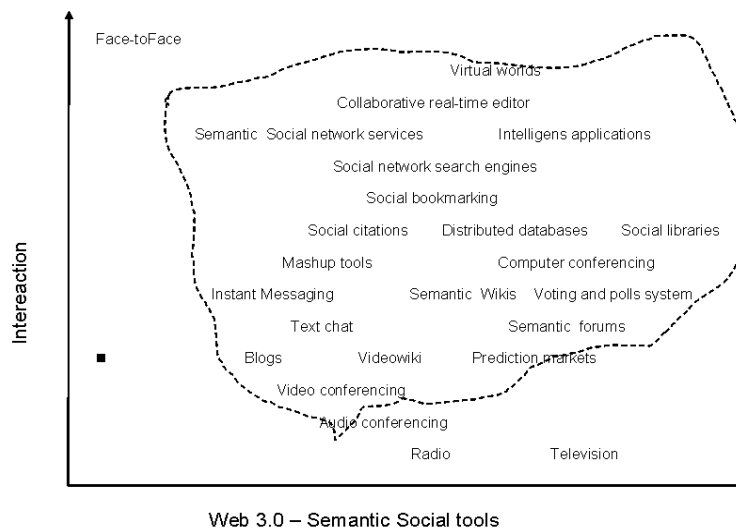 Face-toFace
Virtual worlds
Collaborative real-time editor
Semantic Social network services Intelligens applications
Social network search engines
Social bookmarking
Social citations Distributed databases Social libraries
Mashup tools Computer conferencing
Instant Messaging Semantic Wikis Voting and polls system
Text chat Semantic forums
Blogs Videowiki Prediction markets
Video conferencing
Audio conferencing
Radio Television
Intereaction
Web 3.0 – Semantic Social tools